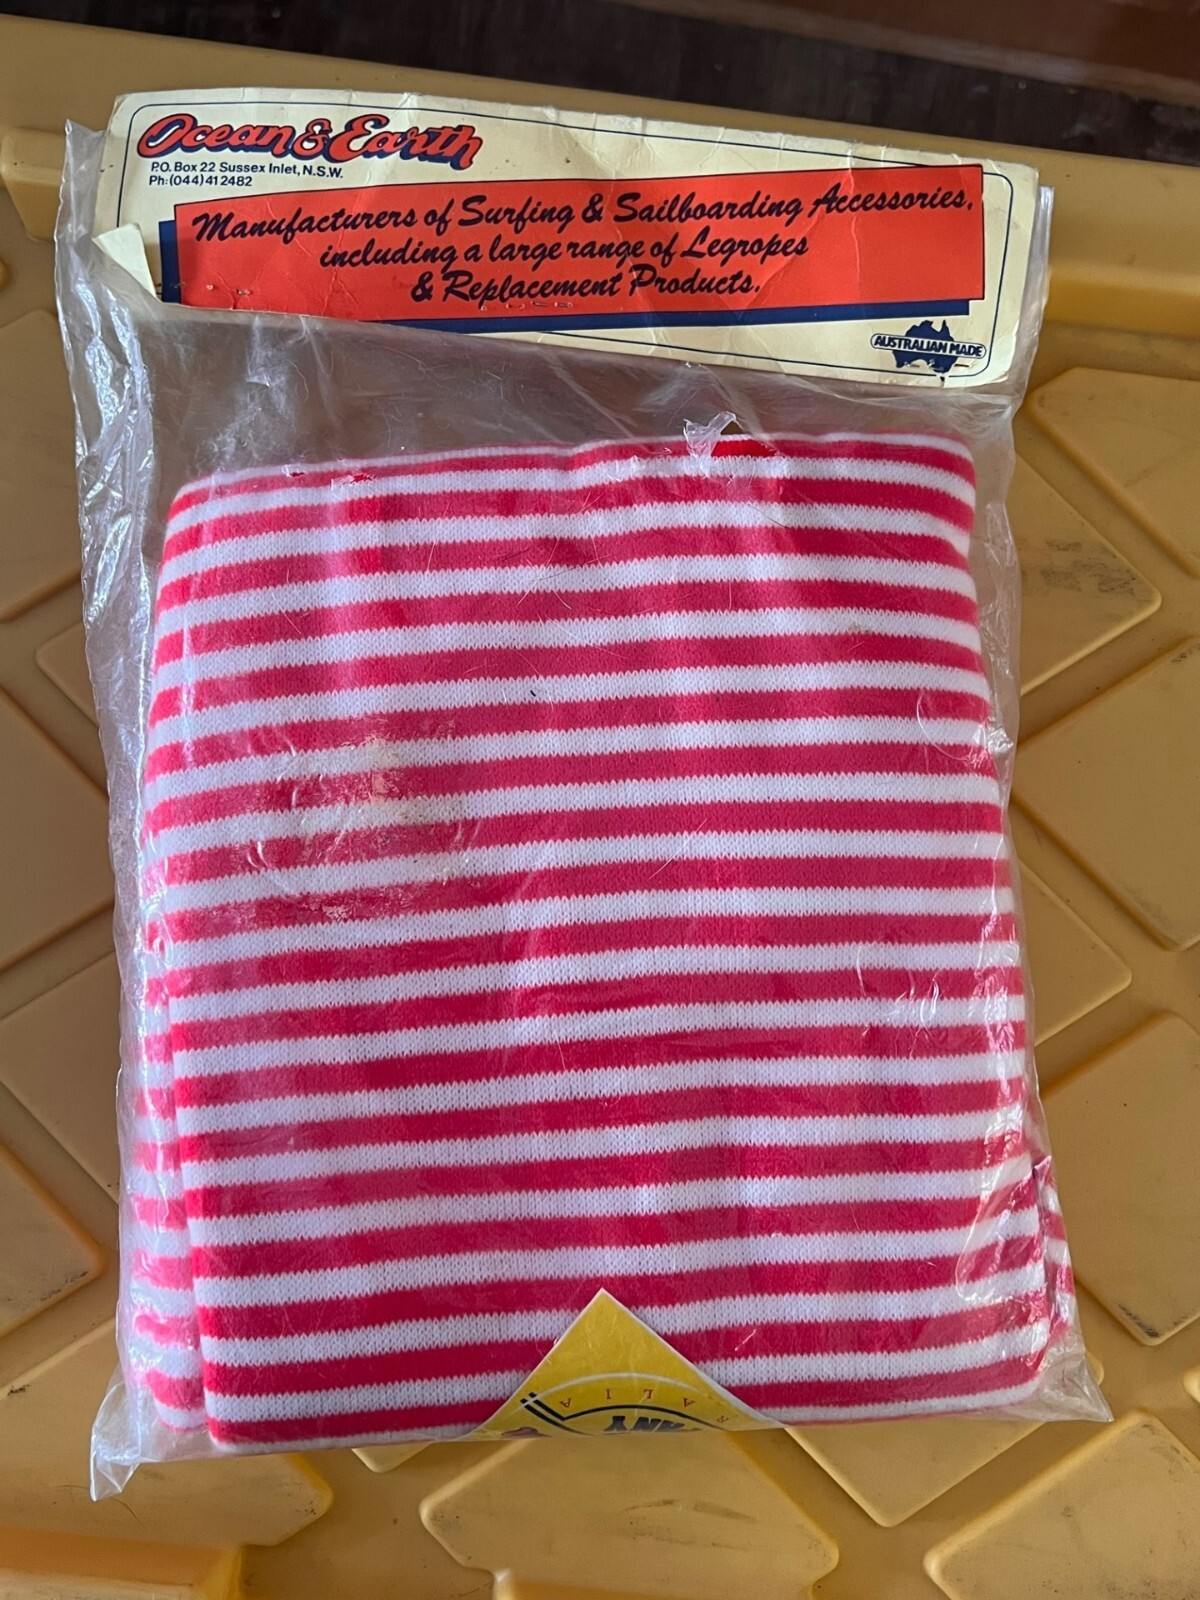 Ocean & Earth
P.O. Box 22 Sussex Inlet, N.S.W.
Ph: (044) 41 2482
Manufacturers of Surfing & Sailboarding Accessories,
including a large range of Legropes
& Replacement Products.
AUSTRALIAN MADE